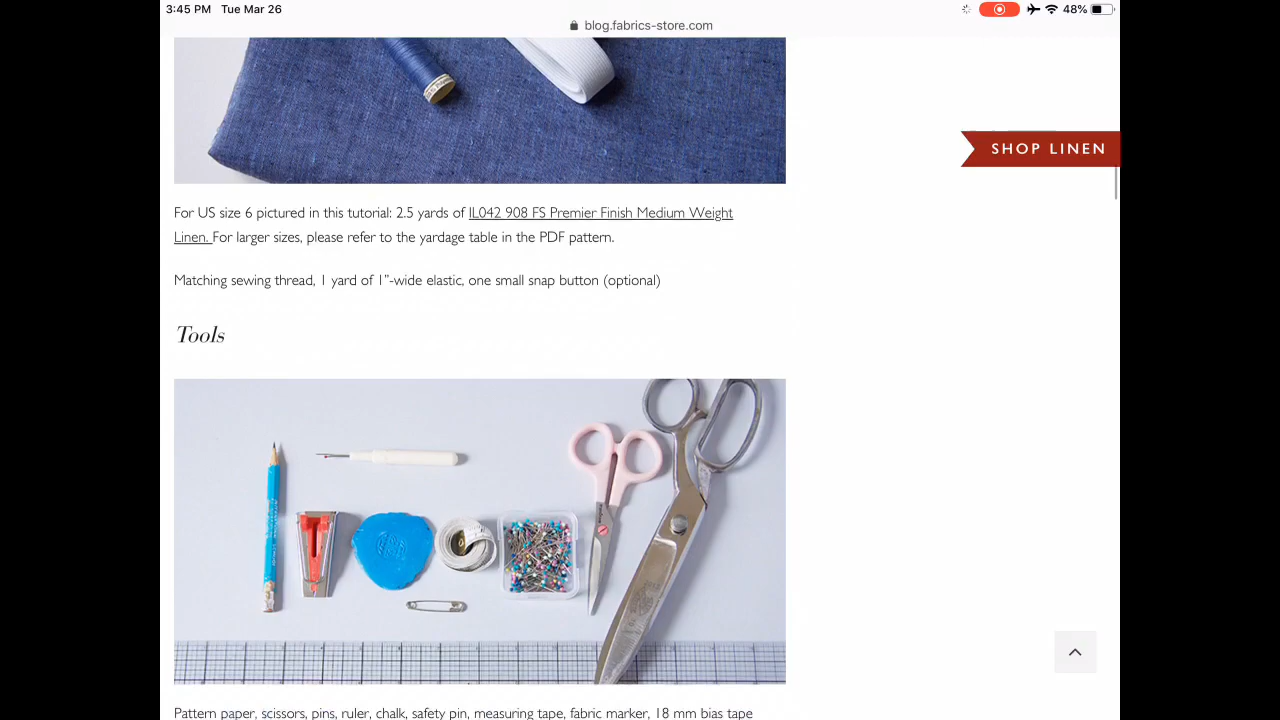 3:45 PM Tue Mar 26
48%
blog.fabrics-store.com
SHOP LINEN
For US size 6 pictured in this tutorial: 2.5 yards of IL042 908 FS Premier Finish Medium Weight
Linen. For larger sizes, please refer to the yardage table in the PDF pattern.
Matching sewing thread, 1 yard of 1”-wide elastic, one small snap button (optional)
Tools
Pattern paper, scissors, pins, ruler, chalk, safety pin, measuring tape, fabric marker, 18 mm bias tape